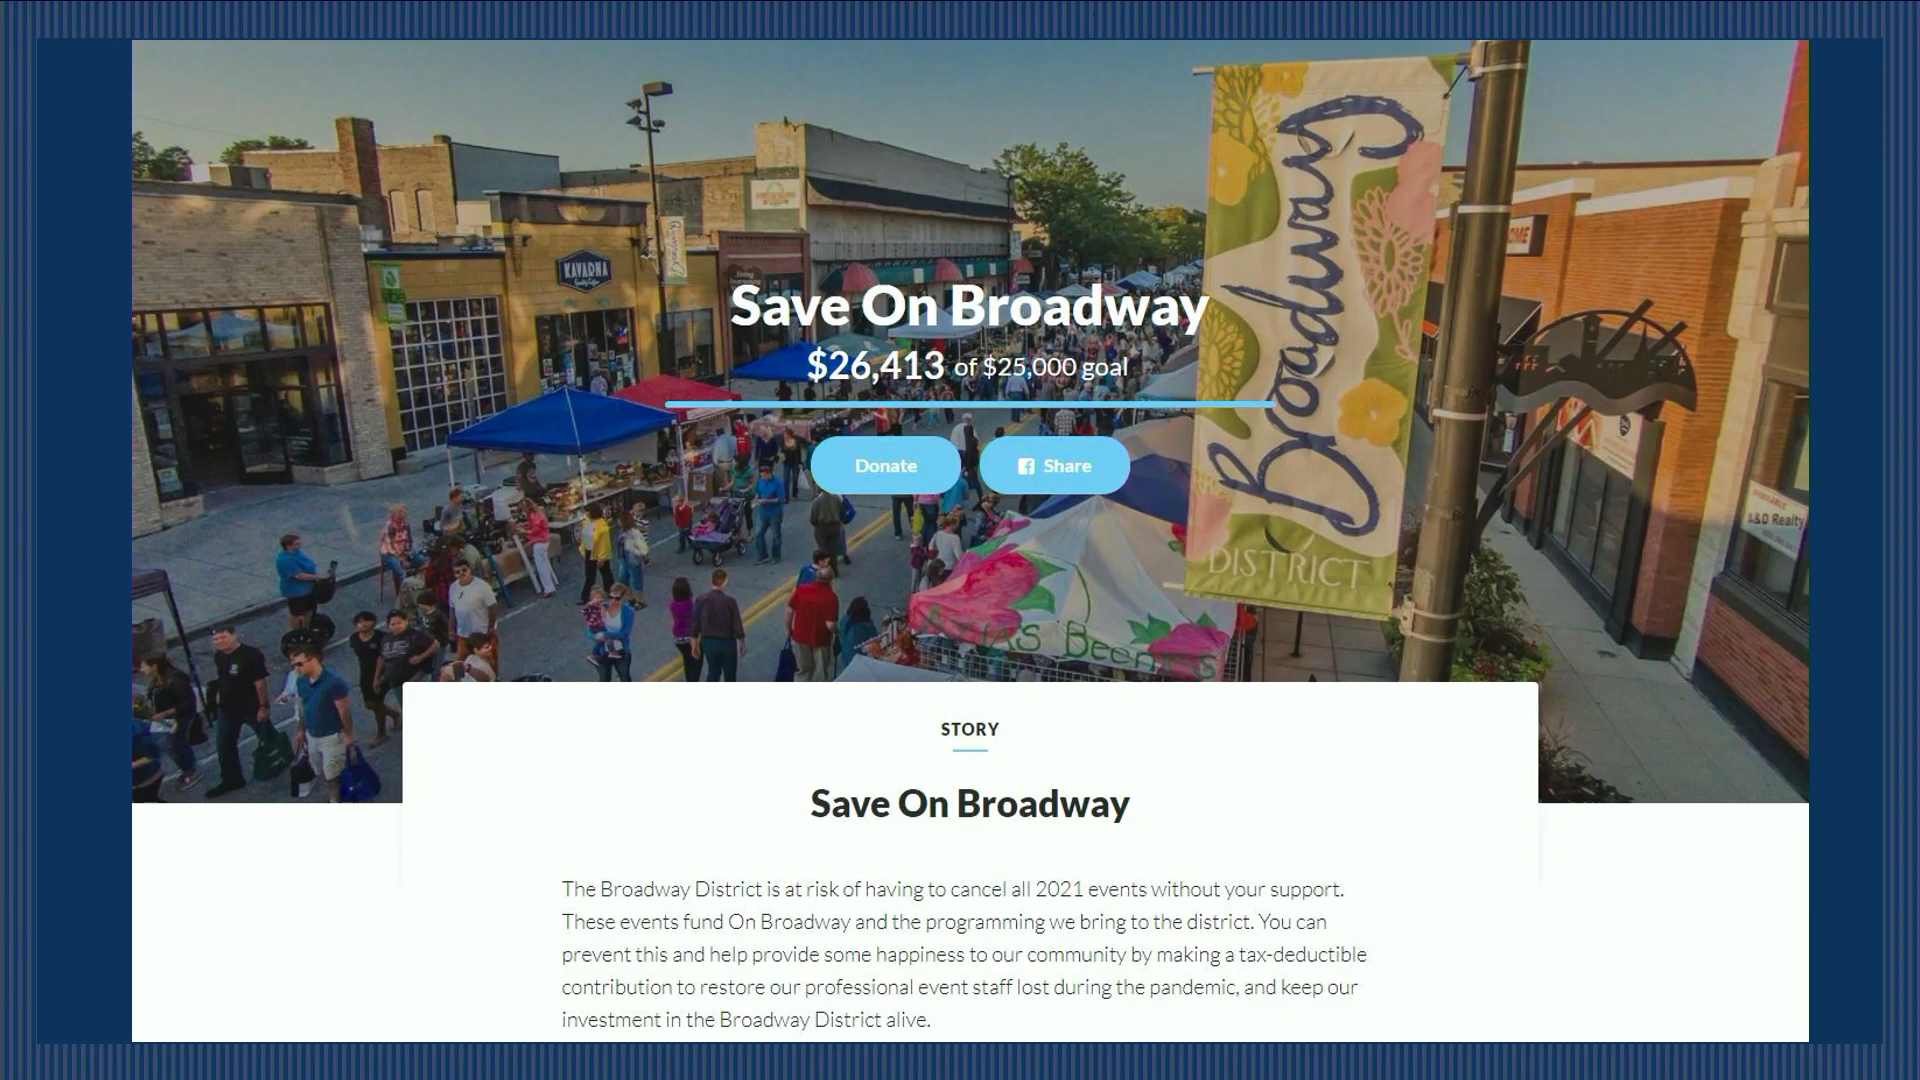 Broadway
DISTRICT
KAVARNA
OME
A&D Realty
Save On Broadway
$26,413 of $25,000 goal
Donate
Share
STORY
Save On Broadway
The Broadway District is at risk of having to cancel all 2021 events without your support.
These events fund On Broadway and the programming we bring to the district. You can
prevent this and help provide some happiness to our community by making a tax-deductible
contribution to restore our professional event staff lost during the pandemic, and keep our
investment in the Broadway District alive.